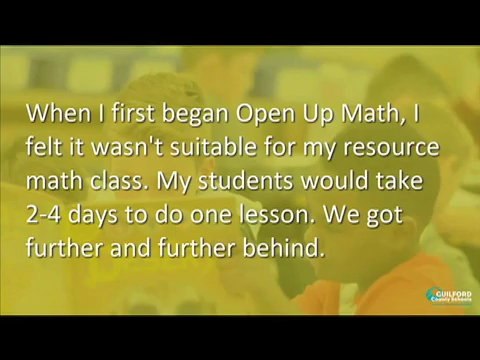 When I first began Open Up Math, I
felt it wasn't suitable for my resource
math class. My students would take
2-4 days to do one lesson. We got
further and further behind.
GUILFORD
County Schools